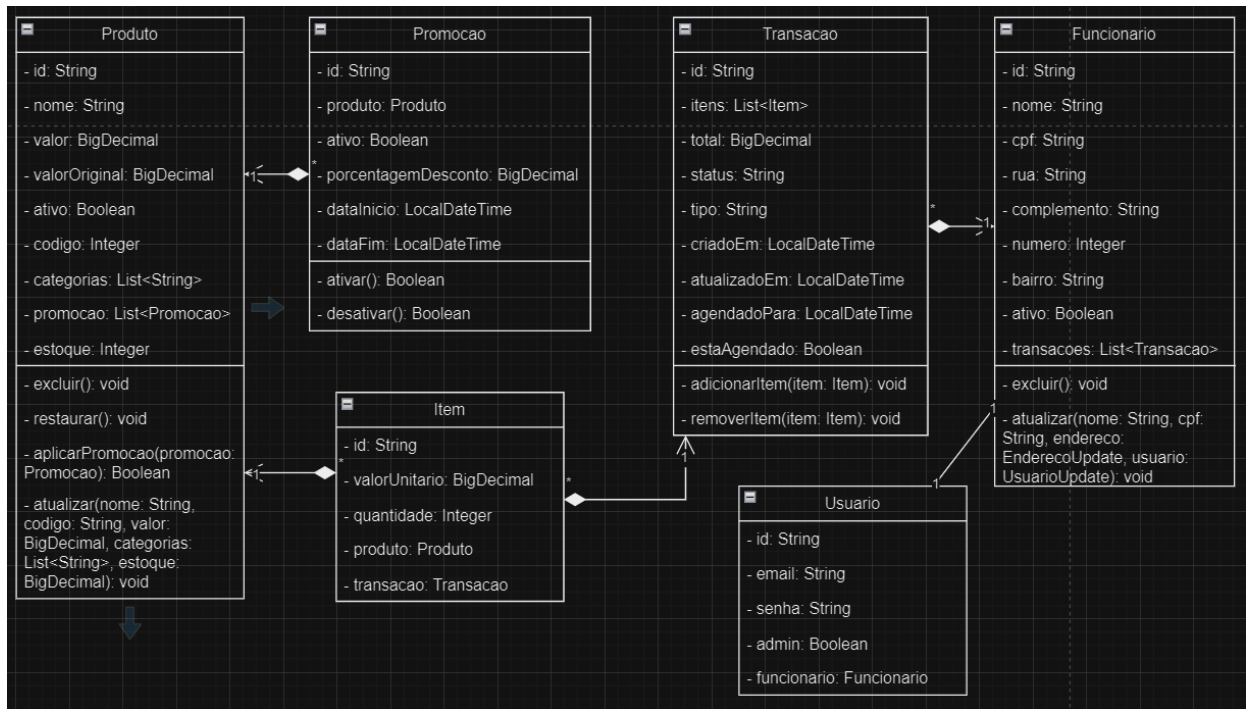 Produto
- id: String
- nome: String
- valor: BigDecimal
- valorOriginal: BigDecimal
- ativo: Boolean
- codigo: Integer
- categorias: List<String>
- promocao: List<Promocao>
- estoque: Integer
- excluir(): void
- restaurar(): void
- aplicarPromocao(promocao:
Promocao): Boolean
- atualizar(nome: String,
codigo: String, valor:
BigDecimal, categorias:
List<String>, estoque:
BigDecimal): void
1
*
Promocao
- id: String
- produto: Produto
- ativo: Boolean
- porcentagemDesconto: BigDecimal
- dataInicio: LocalDateTime
- dataFim: LocalDateTime
- ativar(): Boolean
- desativar(): Boolean
1
*
Item
- id: String
- valorUnitario: BigDecimal
- quantidade: Integer
- produto: Produto
- transacao: Transacao
*
1
Transacao
- id: String
- itens: List<Item>
- total: BigDecimal
- status: String
- tipo: String
- criadoEm: LocalDateTime
- atualizadoEm: LocalDateTime
- agendadoPara: LocalDateTime
- estaAgendado: Boolean
- adicionarItem(item: Item): void
- removerItem(item: Item): void
*
1
Funcionario
- id: String
- nome: String
- cpf: String
- rua: String
- complemento: String
- numero: Integer
- bairro: String
- ativo: Boolean
- transacoes: List<Transacao>
- excluir(): void
- atualizar(nome: String, cpf:
String, endereco:
EnderecoUpdate, usuario:
UsuarioUpdate): void
1
1
Usuario
- id: String
- email: String
- senha: String
- admin: Boolean
- funcionario: Funcionario